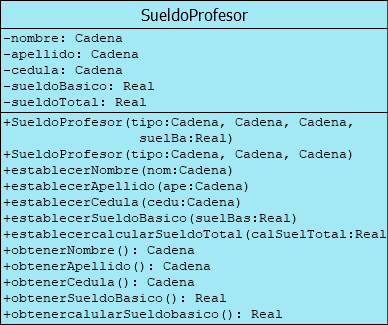 SueldoProfesor
-nombre: Cadena
-apellido: Cadena
-cedula: Cadena
-sueldoBasico: Real
-sueldoTotal: Real
+SueldoProfesor(tipo:Cadena, Cadena, Cadena,
suelBa:Real)
+SueldoProfesor(tipo:Cadena, Cadena, Cadena)
+establecerNombre(nom:Cadena)
+establecerApellido(ape:Cadena)
+establecerCedula(cedu:Cadena)
+establecerSueldoBasico(suelBas:Real)
+establecercalcularSueldoTotal(calSuelTotal:Real
+obtenerNombre(): Cadena
+obtenerApellido(): Cadena
+obtenerCedula(): Cadena
+obtenerSueldoBasico(): Real
+obtenercalularSueldobasico(): Real